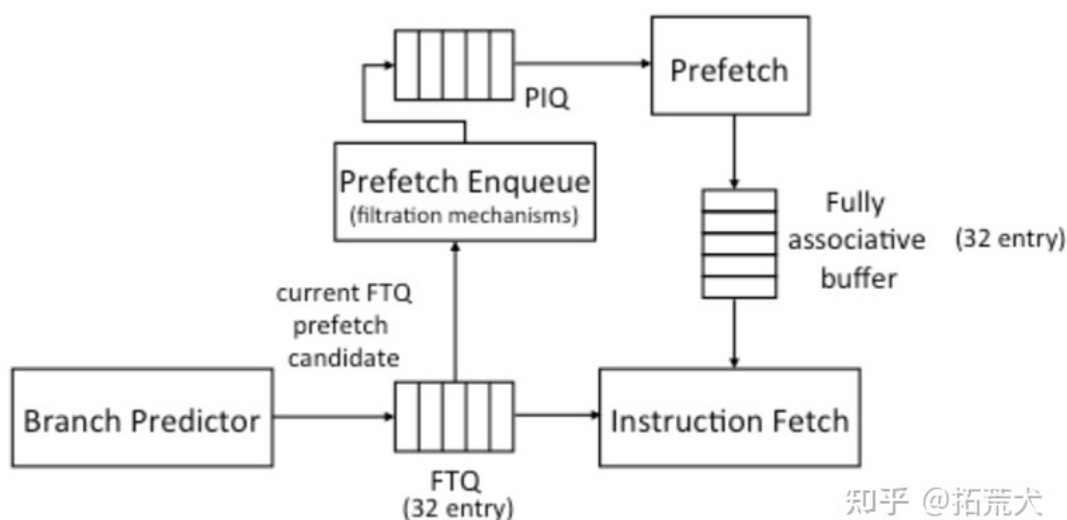 PIQ
Prefetch
Prefetch Enqueue
(filtration mechanisms)
Fully
associative
buffer
(32 entry)
current FTQ
prefetch
candidate
Branch Predictor
Instruction Fetch
FTQ
(32 entry)
知乎 @拓荒犬